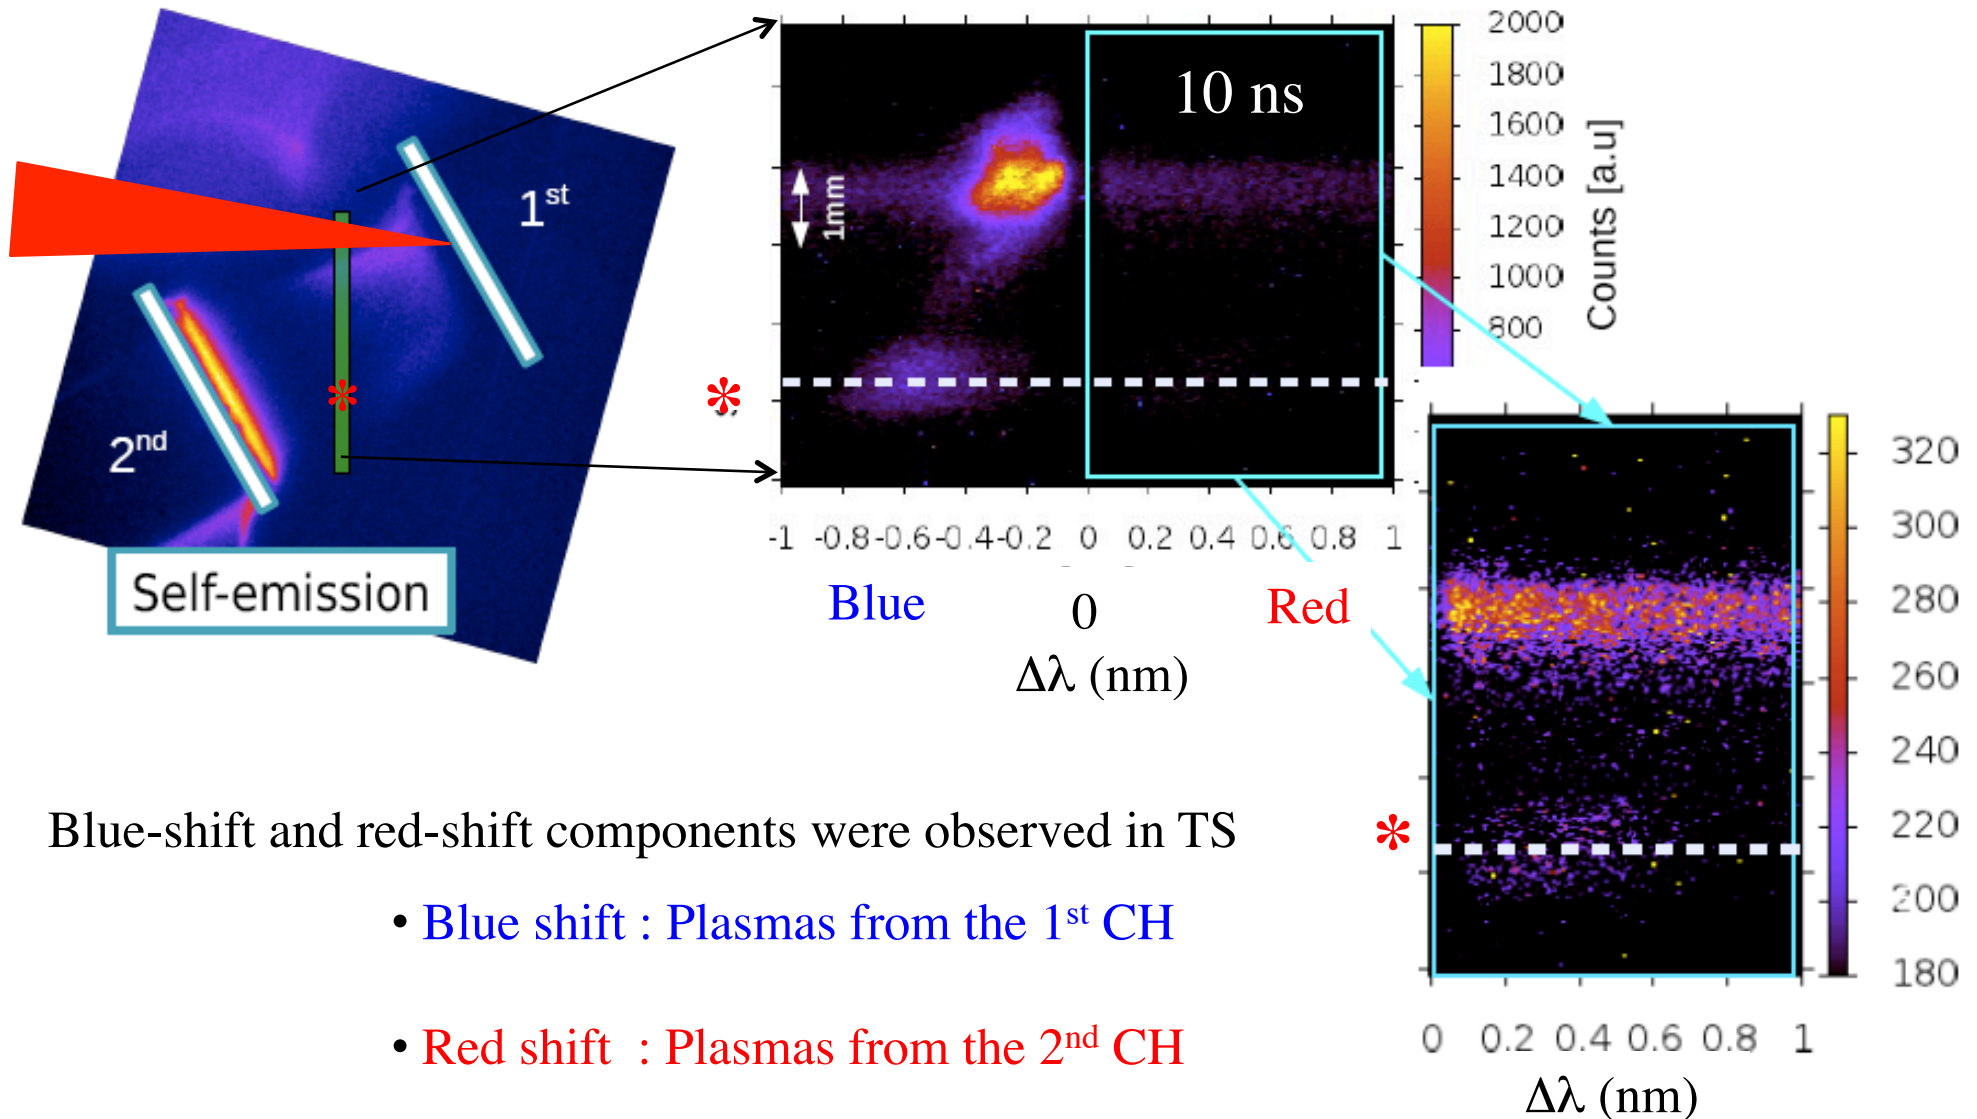 1st
2nd
Self-emission
*
10 ns
1mm
*
-1 -0.8 -0.6 -0.4 -0.2 0 0.2 0.4 0.6 0.8 1
Blue 0 Red
Δλ (nm)
2000
1800
1600
1400
1200
1000
800
Counts [a.u]
Blue-shift and red-shift components were observed in TS
• Blue shift : Plasmas from the 1st CH
• Red shift : Plasmas from the 2nd CH
*
320
300
280
260
240
220
200
180
0 0.2 0.4 0.6 0.8 1
Δλ (nm)